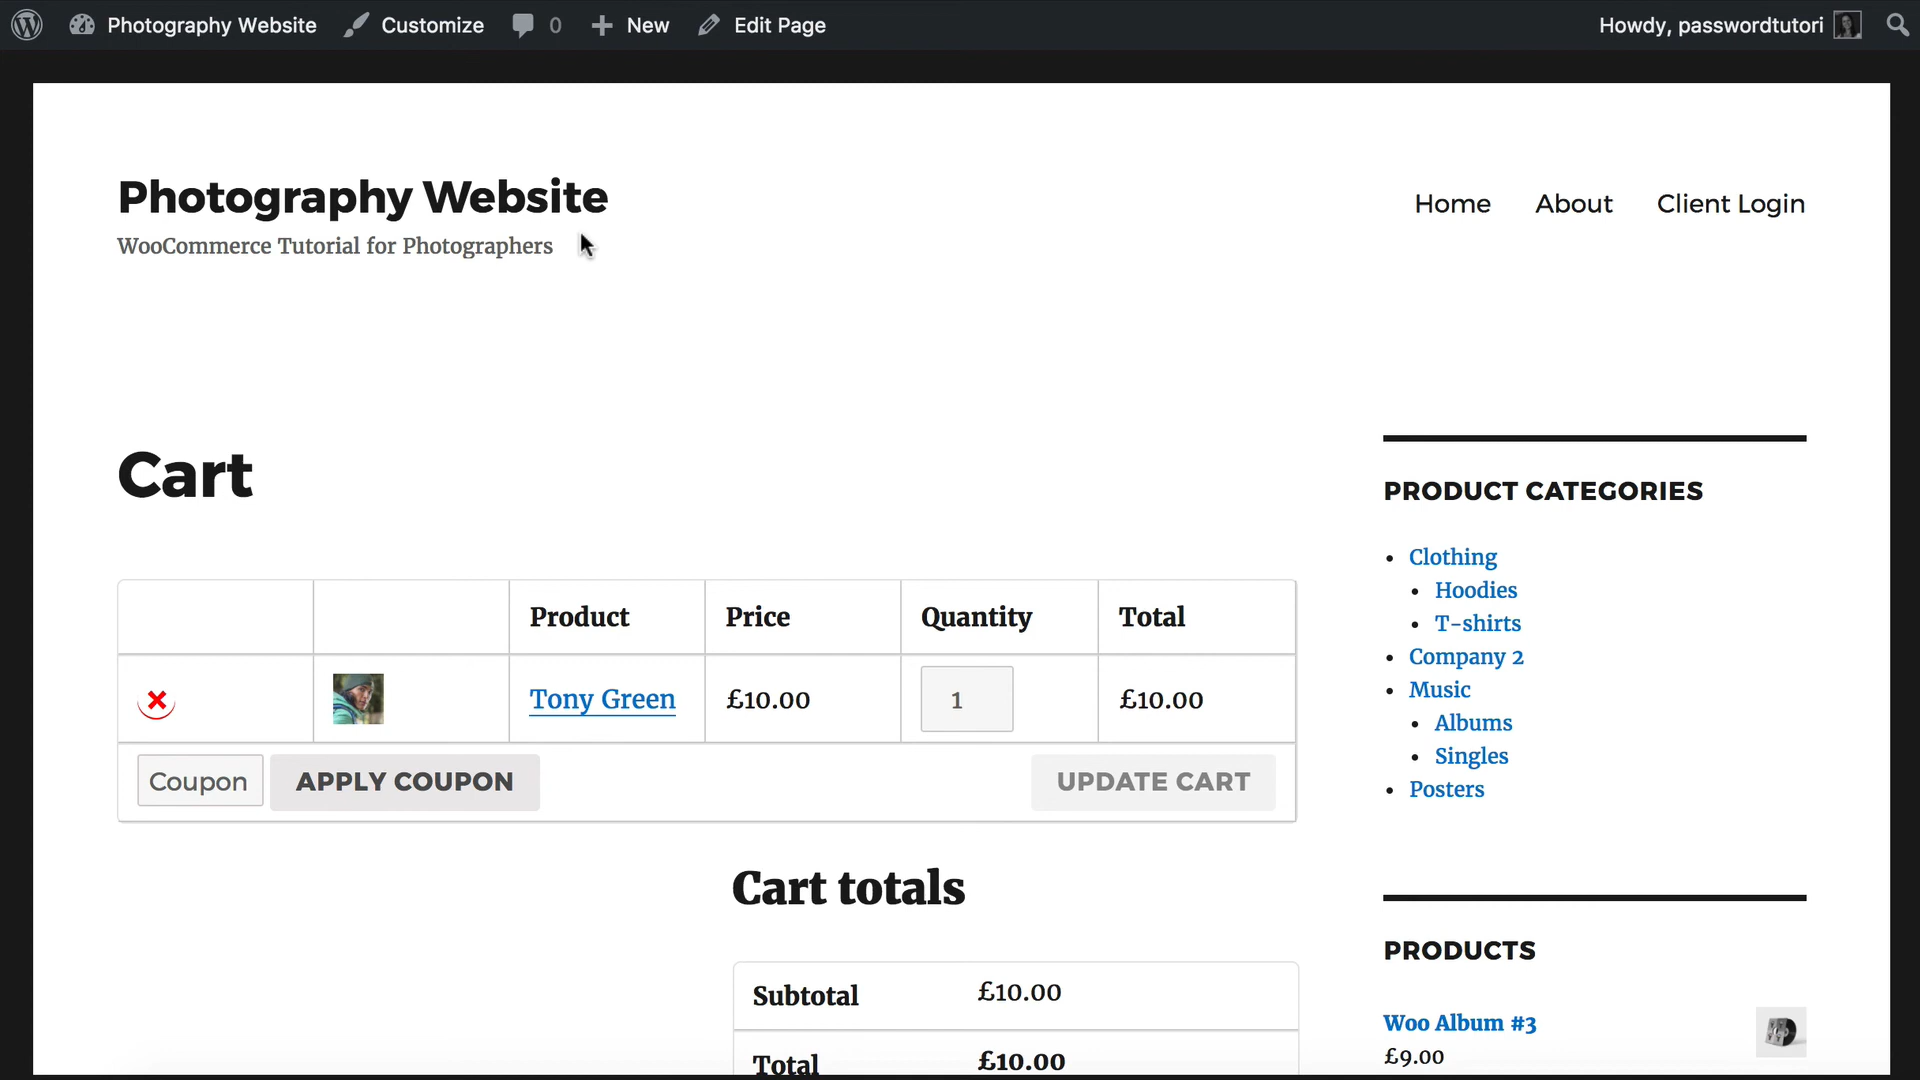 Photography Website Customize 0 New Edit Page Howdy, passwordtutori
Photography Website
WooCommerce Tutorial for Photographers
Home About Client Login
Cart
Product Price Quantity Total
Tony Green £10.00 1 £10.00
Coupon APPLY COUPON UPDATE CART
Cart totals
Subtotal £10.00
Total £10.00
PRODUCT CATEGORIES
Clothing
Hoodies
T-shirts
Company 2
Music
Albums
Singles
Posters
PRODUCTS
Woo Album #3
£9.00